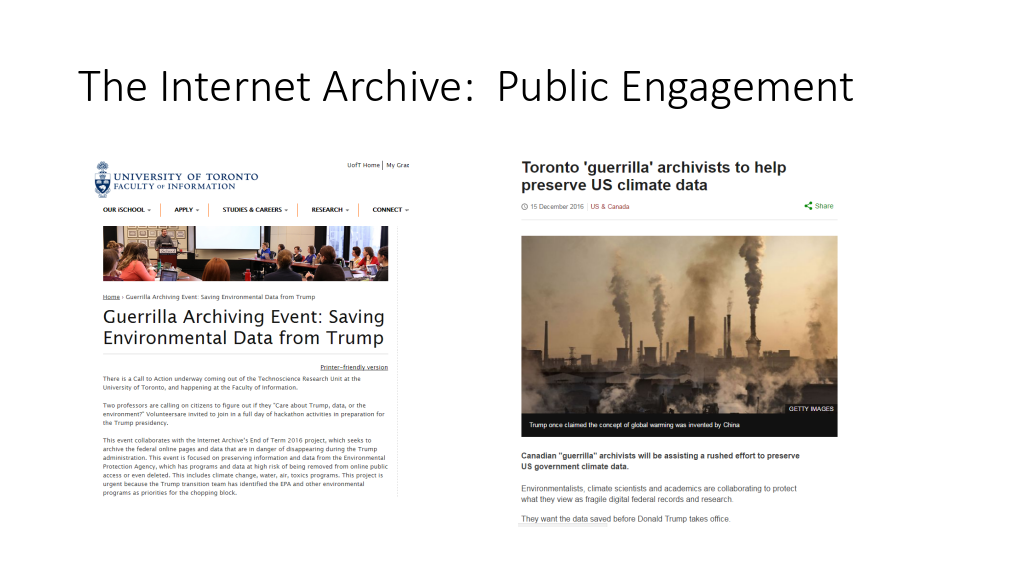 The Internet Archive:  Public Engagement
UNIVERSITY OF TORONTO
FACULTY OF INFORMATION
UofT Home | My Grac
OUR iSCHOOL
APPLY
STUDIES & CAREERS
RESEARCH
CONNECT
Home › Guerrilla Archiving Event: Saving Environmental Data from Trump
Guerrilla Archiving Event: Saving
Environmental Data from Trump
Printer-friendly version
There is a Call to Action underway coming out of the Technoscience Research Unit at the
University of Toronto, and happening at the Faculty of Information.
Two professors are calling on citizens to figure out if they "Care about Trump, data, or the
environment?" Volunteersare invited to join in a full day of hackathon activities in preparation for
the Trump presidency.
This event collaborates with the Internet Archive's End of Term 2016 project, which seeks to
archive the federal online pages and data that are in danger of disappearing during the Trump
administration. This event is focused on preserving information and data from the Environmental
Protection Agency, which has programs and data at high risk of being removed from online public
access or even deleted. This includes climate change, water, air, toxics programs. This project is
urgent because the Trump transition team has identified the EPA and other environmental
programs as priorities for the chopping block.
Toronto 'guerrilla' archivists to help
preserve US climate data
15 December 2016 | US & Canada
Share
GETTY IMAGES
Trump once claimed the concept of global warming was invented by China
Canadian "guerrilla" archivists will be assisting a rushed effort to preserve
US government climate data.
Environmentalists, climate scientists and academics are collaborating to protect
what they view as fragile digital federal records and research.
They want the data saved before Donald Trump takes office.